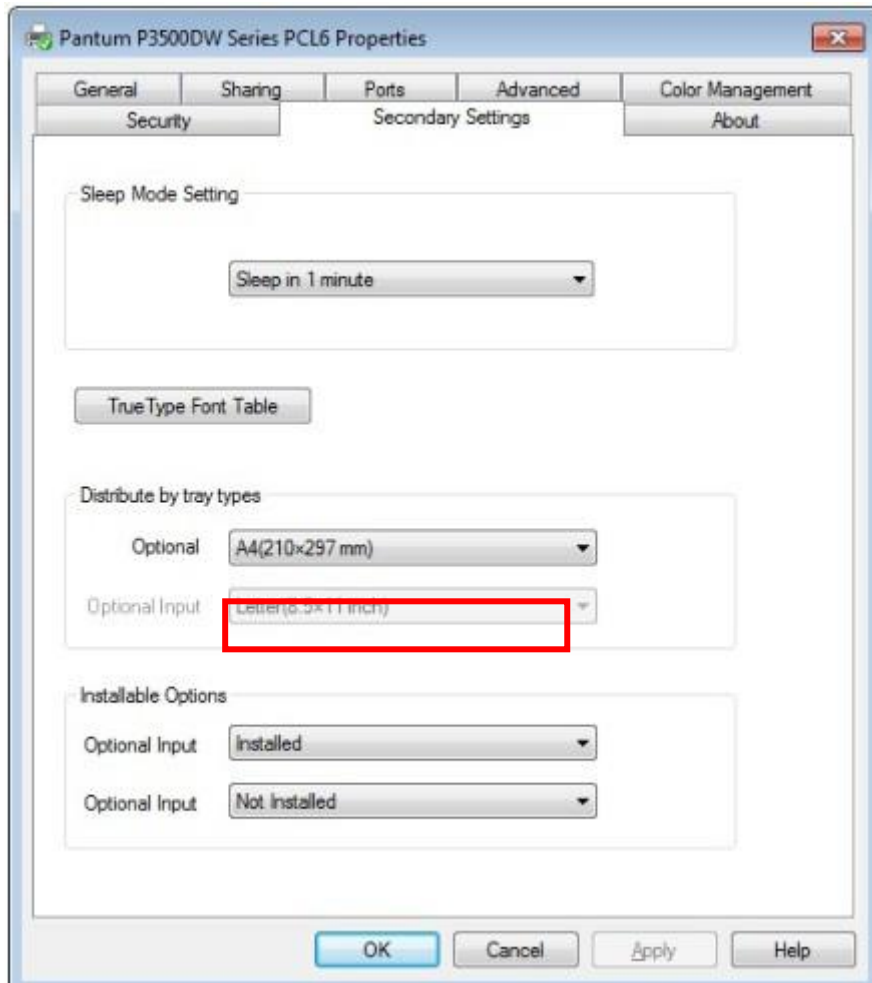 Pantum P3500DW Series PCL6 Properties
General Sharing Ports Advanced Color Management
Security Secondary Settings About
Sleep Mode Setting
Sleep in 1 minute
TrueType Font Table
Distribute by tray types
Optional A4(210×297 mm)
Optional Input Letter(8.5×11 inch)
Installable Options
Optional Input Installed
Optional Input Not Installed
OK Cancel Apply Help